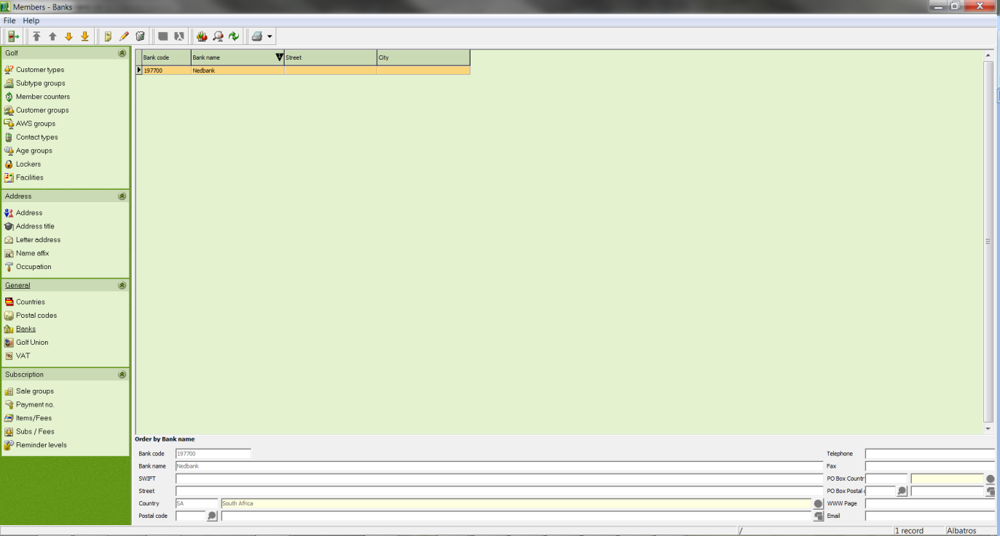 Members - Banks
File Help
Golf
Customer types
Subtype groups
Member counters
Customer groups
AWS groups
Contact types
Age groups
Lockers
Facilities
Address
Address
Address title
Letter address
Name affix
Occupation
General
Countries
Postal codes
Banks
Golf Union
VAT
Subscription
Sale groups
Payment no.
Items/Fees
Subs / Fees
Reminder levels
Bank code Bank name Street City
197700 Nedbank
Order by Bank name
Bank code 197700
Bank name Nedbank
SWIFT
Street
Country SA South Africa
Postal code
Telephone
Fax
PO Box Countr
PO Box Postal c
WWW Page
Email
/ 1 record Albatros